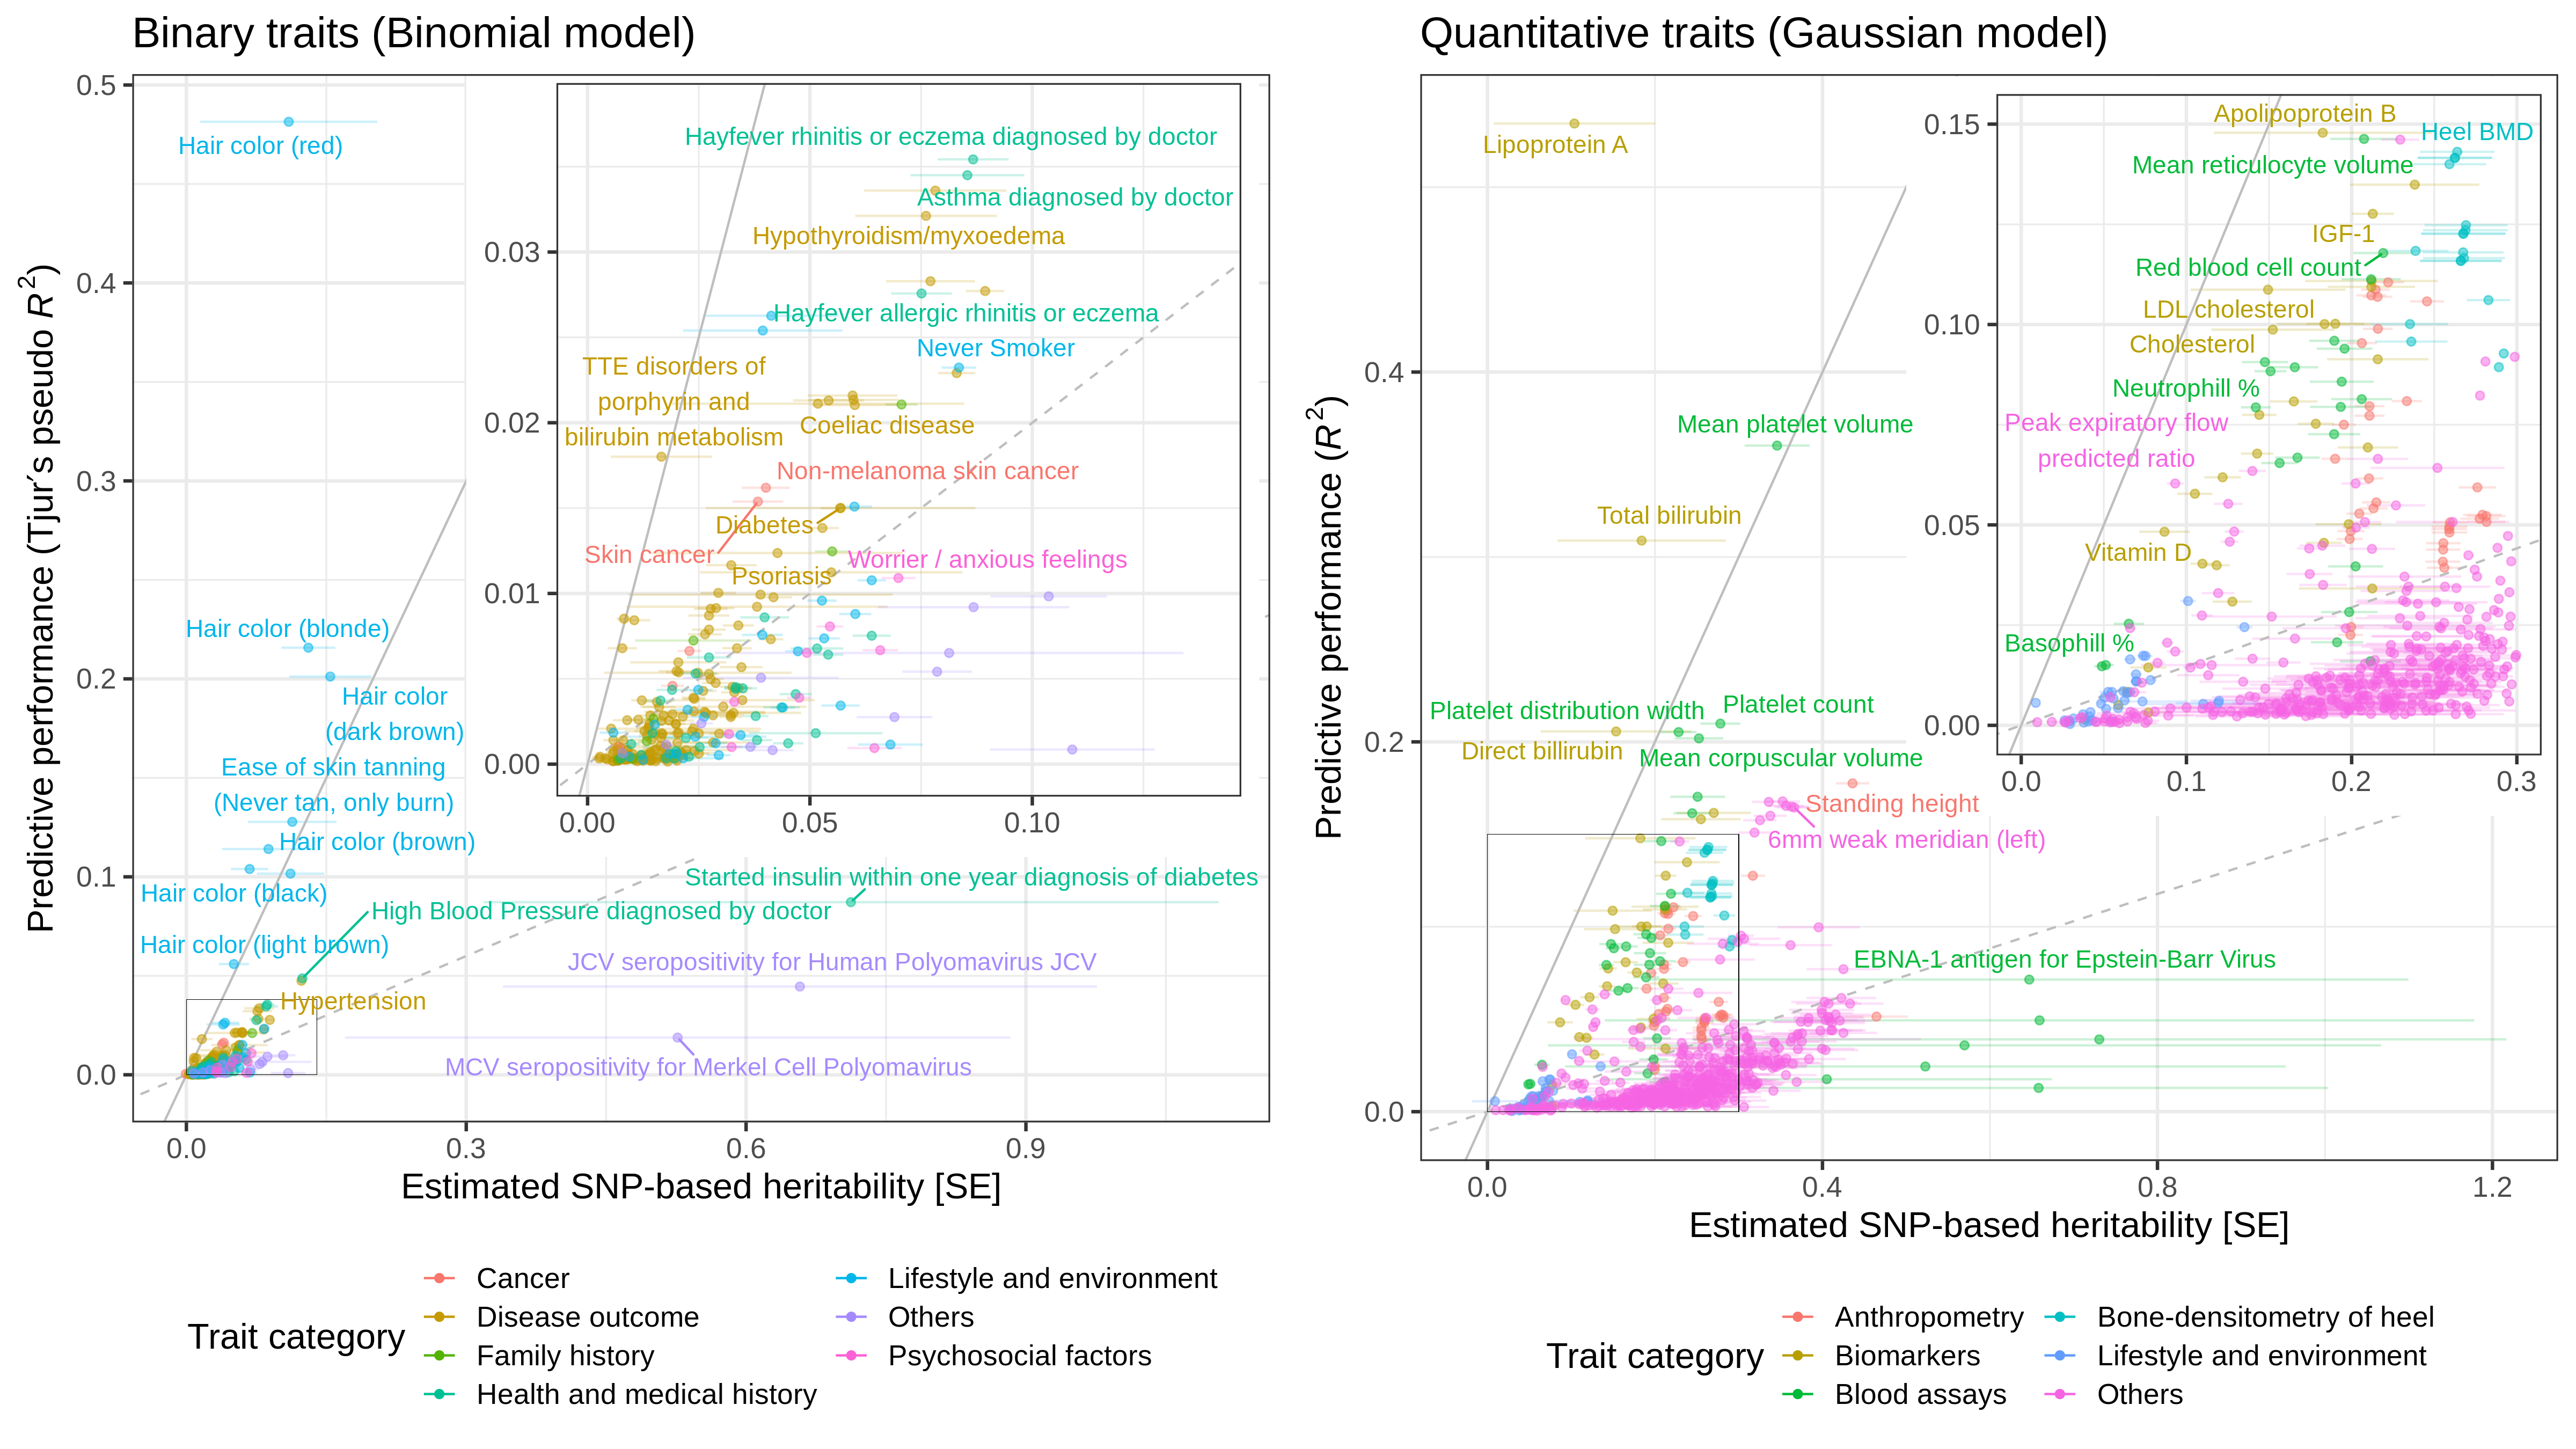 Binary traits (Binomial model)
Predictive performance (Tjur′s pseudo R²)
0.5
0.4
0.3
0.2
0.1
0.0
Hair color (red)
Hair color (blonde)
Hair color
(dark brown)
Ease of skin tanning
(Never tan, only burn)
Hair color (brown)
Hair color (black)
Hair color (light brown)
Started insulin within one year diagnosis of diabetes
High Blood Pressure diagnosed by doctor
JCV seropositivity for Human Polyomavirus JCV
Hypertension
MCV seropositivity for Merkel Cell Polyomavirus
0.03
0.02
0.01
0.00
Hayfever rhinitis or eczema diagnosed by doctor
Asthma diagnosed by doctor
Hypothyroidism/myxoedema
Hayfever allergic rhinitis or eczema
Never Smoker
TTE disorders of
porphyrin and
bilirubin metabolism
Coeliac disease
Non-melanoma skin cancer
Diabetes
Skin cancer
Worrier / anxious feelings
Psoriasis
0.00 0.05 0.10
0.0 0.3 0.6 0.9
Estimated SNP-based heritability [SE]
Trait category
Cancer
Disease outcome
Family history
Health and medical history
Lifestyle and environment
Others
Psychosocial factors
Quantitative traits (Gaussian model)
Predictive performance (R²)
0.4
0.2
0.0
Lipoprotein A
Mean platelet volume
Total bilirubin
Platelet distribution width
Platelet count
Direct billirubin
Mean corpuscular volume
Standing height
6mm weak meridian (left)
EBNA-1 antigen for Epstein-Barr Virus
0.15
0.10
0.05
0.00
Apolipoprotein B
Heel BMD
Mean reticulocyte volume
IGF-1
Red blood cell count
LDL cholesterol
Cholesterol
Neutrophill %
Peak expiratory flow
predicted ratio
Vitamin D
Basophill %
0.0 0.1 0.2 0.3
0.0 0.4 0.8 1.2
Estimated SNP-based heritability [SE]
Trait category
Anthropometry
Biomarkers
Blood assays
Bone-densitometry of heel
Lifestyle and environment
Others